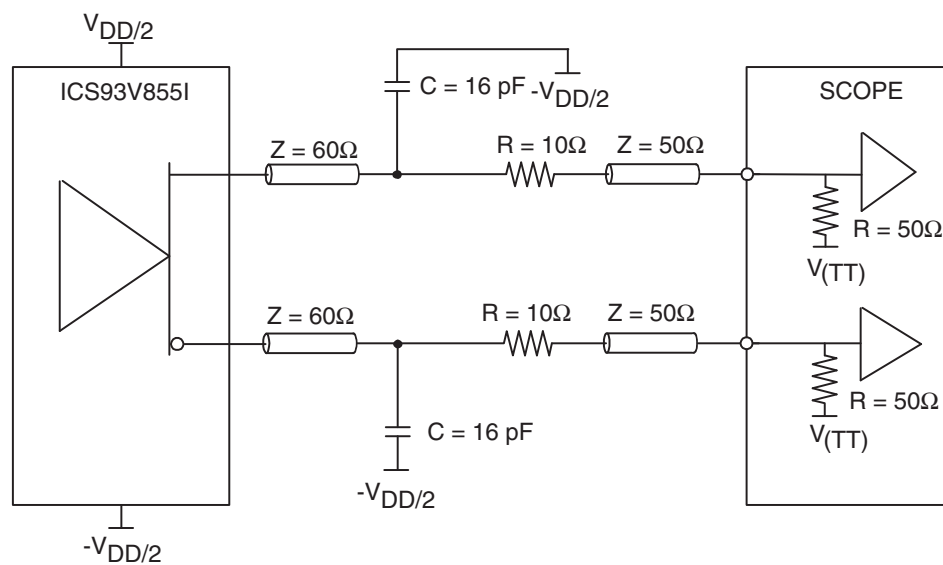 VDD/2
ICS93V855I
C = 16 pF
-VDD/2
SCOPE
Z = 60Ω
R = 10Ω
Z = 50Ω
R = 50Ω
V(TT)
Z = 60Ω
R = 10Ω
Z = 50Ω
R = 50Ω
V(TT)
C = 16 pF
-VDD/2
-VDD/2